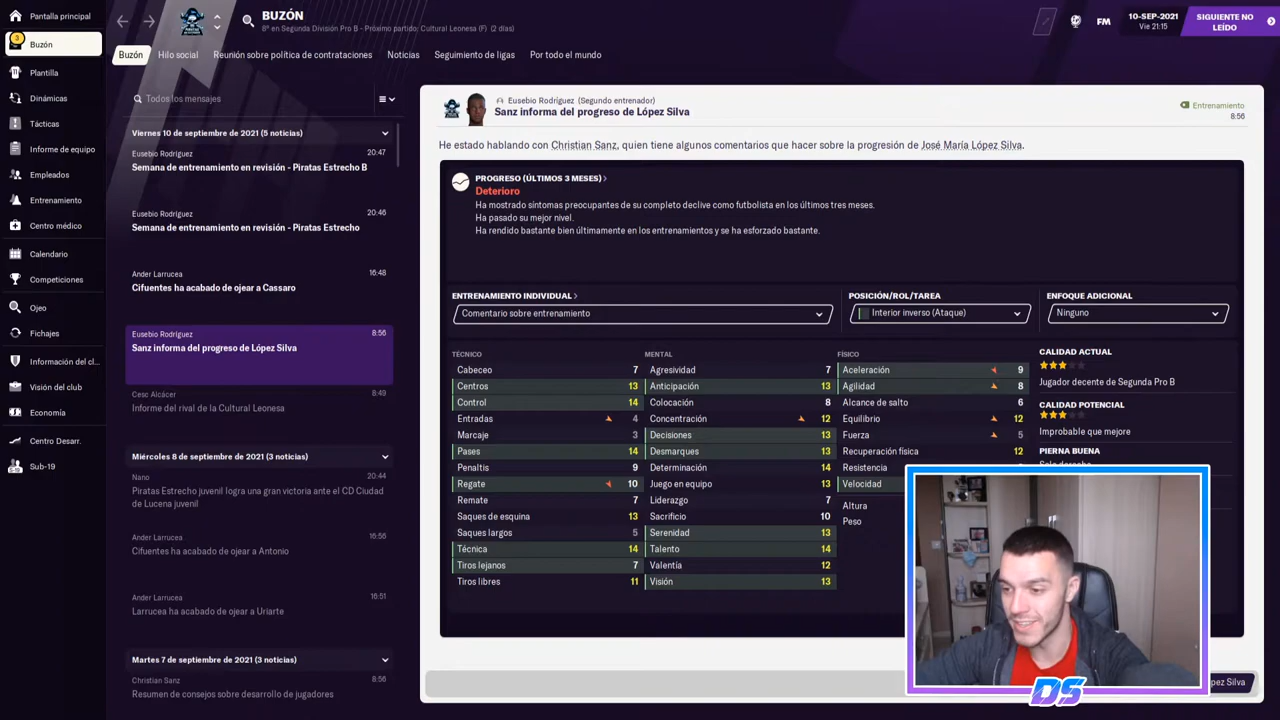 Pantalla principal
3
Buzón
Plantilla
Dinámicas
Tácticas
Informe de equipo
Empleados
Entrenamiento
Centro médico
Calendario
Competiciones
Ojeo
Fichajes
Información del cl...
Visión del club
Economía
Centro Desarr.
Sub-19
BUZÓN
8º en Segunda División Pro B - Próximo partido: Cultural Leonesa (F) (2 días)
FM
10-SEP-2021
Vie 21:15
SIGUIENTE NO LEÍDO
Buzón
Hilo social
Reunión sobre política de contrataciones
Noticias
Seguimiento de ligas
Por todo el mundo
Todos los mensajes
Viernes 10 de septiembre de 2021 (5 noticias)
Eusebio Rodríguez 20:47
Semana de entrenamiento en revisión - Piratas Estrecho B
Eusebio Rodríguez 20:46
Semana de entrenamiento en revisión - Piratas Estrecho
Ander Larrucea 16:48
Cifuentes ha acabado de ojear a Cassaro
Eusebio Rodríguez 8:56
Sanz informa del progreso de López Silva
Cesc Alcácer 8:49
Informe del rival de la Cultural Leonesa
Miércoles 8 de septiembre de 2021 (3 noticias)
Nano 20:44
Piratas Estrecho juvenil logra una gran victoria ante el CD Ciudad
de Lucena juvenil
Ander Larrucea 16:56
Cifuentes ha acabado de ojear a Antonio
Ander Larrucea 16:51
Larrucea ha acabado de ojear a Uriarte
Martes 7 de septiembre de 2021 (3 noticias)
Christian Sanz 8:56
Resumen de consejos sobre desarrollo de jugadores
Eusebio Rodríguez (Segundo entrenador)
Sanz informa del progreso de López Silva
Entrenamiento
8:56
He estado hablando con Christian Sanz, quien tiene algunos comentarios que hacer sobre la progresión de José María López Silva.
PROGRESO (ÚLTIMOS 3 MESES)
Deterioro
Ha mostrado síntomas preocupantes de su completo declive como futbolista en los últimos tres meses.
Ha pasado su mejor nivel.
Ha rendido bastante bien últimamente en los entrenamientos y se ha esforzado bastante.
ENTRENAMIENTO INDIVIDUAL
Comentario sobre entrenamiento
POSICIÓN/ROL/TAREA
Interior inverso (Ataque)
ENFOQUE ADICIONAL
Ninguno
TÉCNICO
Cabeceo 7
Centros 13
Control 14
Entradas 4
Marcaje 3
Pases 14
Penaltis 9
Regate 10
Remate 7
Saques de esquina 13
Saques largos 5
Técnica 14
Tiros lejanos 7
Tiros libres 11
MENTAL
Agresividad 7
Anticipación 13
Colocación 8
Concentración 12
Decisiones 13
Desmarques 13
Determinación 14
Juego en equipo 13
Liderazgo 7
Sacrificio 10
Serenidad 13
Talento 14
Valentía 12
Visión 13
FÍSICO
Aceleración 9
Agilidad 8
Alcance de salto 6
Equilibrio 12
Fuerza 5
Recuperación física 12
Resistencia
Velocidad
Altura
Peso
CALIDAD ACTUAL
Jugador decente de Segunda Pro B
CALIDAD POTENCIAL
Improbable que mejore
PIERNA BUENA
DS
pez Silva